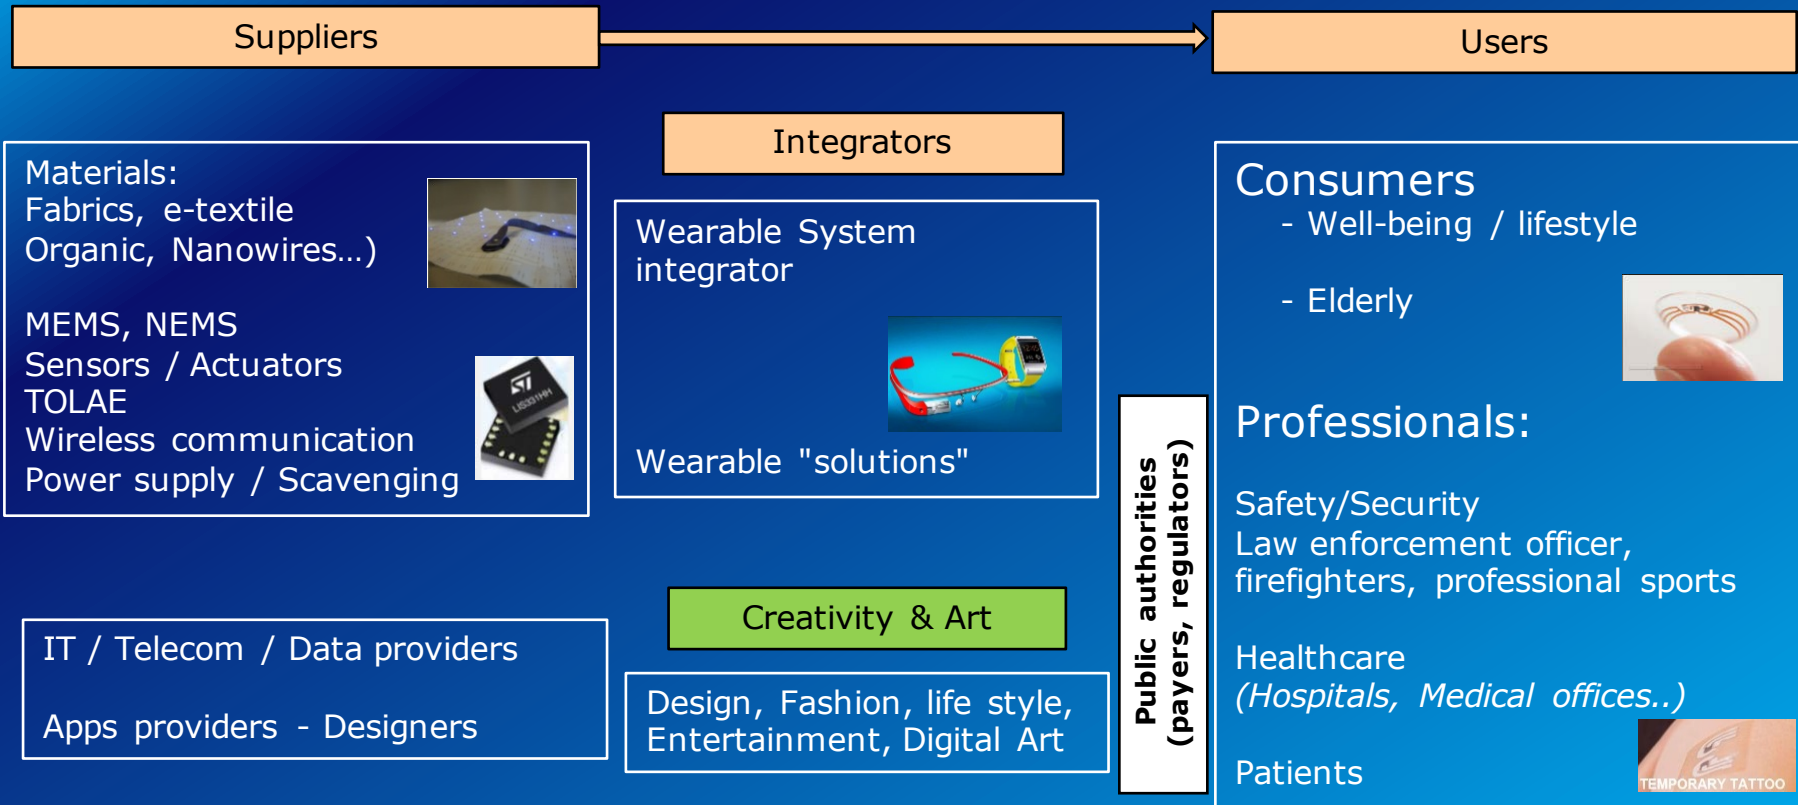 Suppliers
Users
Integrators
Materials:
Fabrics, e-textile
Organic, Nanowires…)
MEMS, NEMS
Sensors / Actuators
TOLAE
Wireless communication
Power supply / Scavenging
ST
LIS331HH
IT / Telecom / Data providers
Apps providers - Designers
Wearable System
integrator
Wearable "solutions"
Creativity & Art
Design, Fashion, life style,
Entertainment, Digital Art
Public authorities
(payers, regulators)
Consumers
- Well-being / lifestyle
- Elderly
Professionals:
Safety/Security
Law enforcement officer,
firefighters, professional sports
Healthcare
(Hospitals, Medical offices..)
Patients
TEMPORARY TATTOO